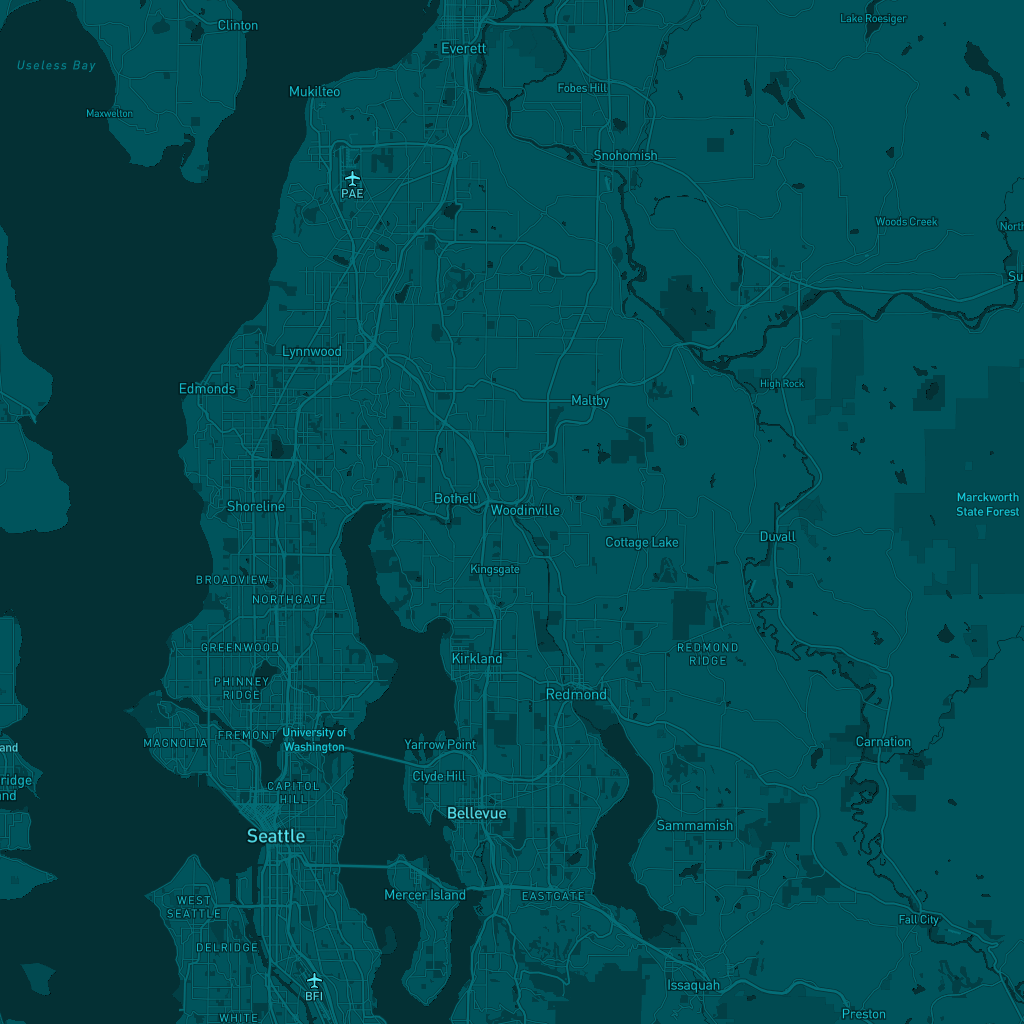 Clinton
Lake Roesiger
Everett
Useless Bay
Mukilteo
Fobes Hill
Maxwelton
Snohomish
PAE
Woods Creek
North
Su
Lynnwood
Edmonds
High Rock
Maltby
Bothell
Marckworth
State Forest
Shoreline
Woodinville
Duvall
Cottage Lake
Kingsgate
BROADVIEW
NORTHGATE
GREENWOOD
REDMOND
RIDGE
Kirkland
PHINNEY
RIDGE
Redmond
FREMONT
University of
Washington
MAGNOLIA
Yarrow Point
Carnation
and
ridge
nd
Clyde Hill
CAPITOL
HILL
Bellevue
Seattle
Sammamish
Mercer Island
EASTGATE
WEST
SEATTLE
Fall City
DELRIDGE
BFI
Issaquah
WHITE
Preston